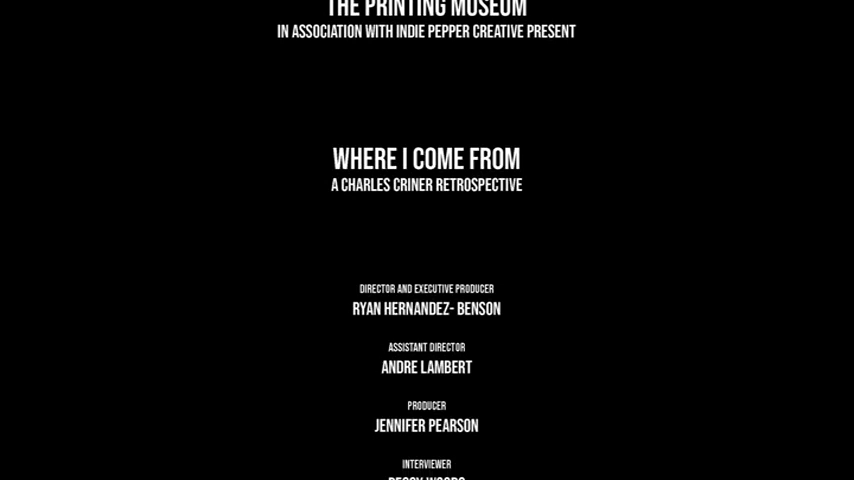 THE PRINTING MUSEUM
IN ASSOCIATION WITH INDIE PEPPER CREATIVE PRESENT
WHERE I COME FROM
A CHARLES CRINER RETROSPECTIVE
DIRECTOR AND EXECUTIVE PRODUCER
RYAN HERNANDEZ- BENSON
ASSISTANT DIRECTOR
ANDRE LAMBERT
PRODUCER
JENNIFER PEARSON
INTERVIEWER